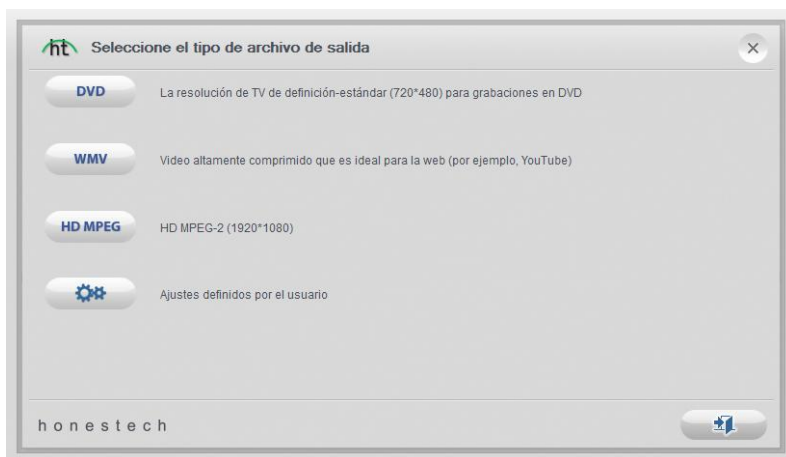 ht Seleccione el tipo de archivo de salida
DVD La resolución de TV de definición-estándar (720*480) para grabaciones en DVD
WMV Video altamente comprimido que es ideal para la web (por ejemplo, YouTube)
HD MPEG HD MPEG-2 (1920*1080)
Ajustes definidos por el usuario
honestech